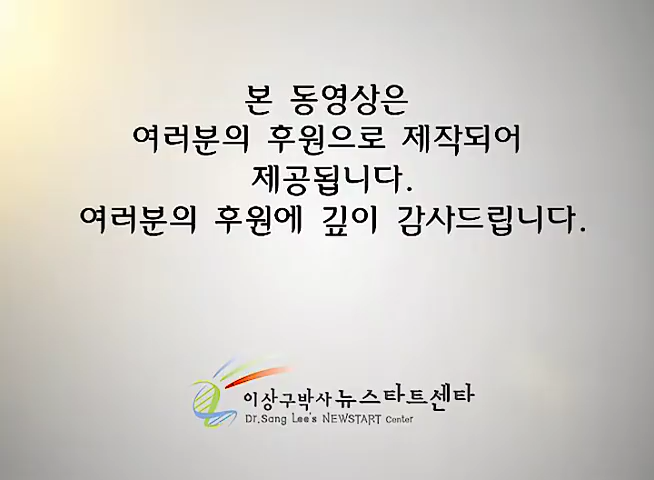 본 동영상은
여러분의 후원으로 제작되어
제공됩니다.
여러분의 후원에 깊이 감사드립니다.
이상구박사 뉴스타트센타
Dr.Sang Lee's NEWSTART Center